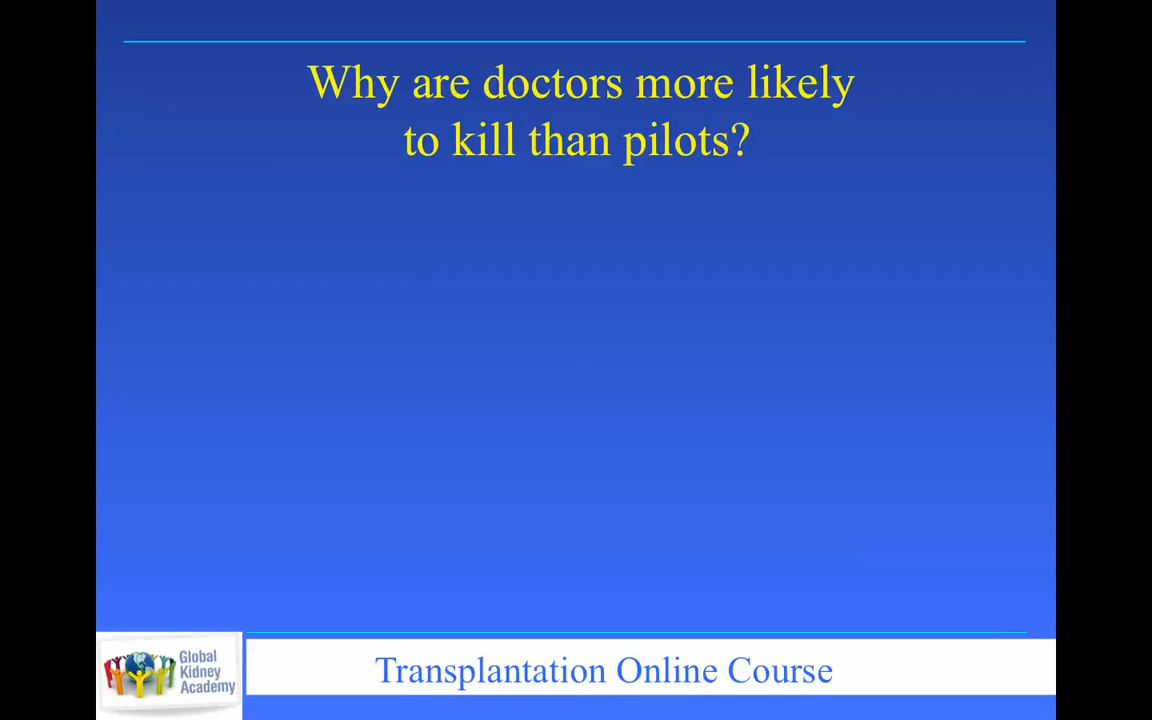 Why are doctors more likely
to kill than pilots?
Global
Kidney
Academy
Transplantation Online Course